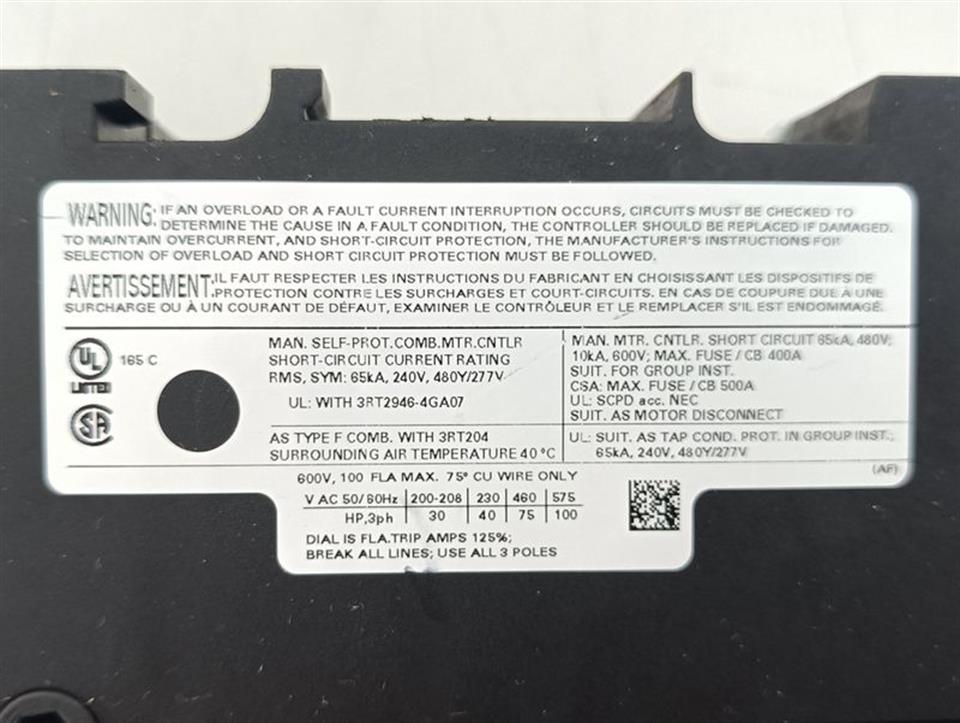 WARNING: IF AN OVERLOAD OR A FAULT CURRENT INTERRUPTION OCCURS, CIRCUITS MUST BE CHECKED TO
DETERMINE THE CAUSE IN A FAULT CONDITION, THE CONTROLLER SHOULD BE REPLACED IF DAMAGED.
TO MAINTAIN OVERCURRENT, AND SHORT-CIRCUIT PROTECTION, THE MANUFACTURER'S INSTRUCTIONS FOR
SELECTION OF OVERLOAD AND SHORT CIRCUIT PROTECTION MUST BE FOLLOWED.
AVERTISSEMENT: IL FAUT RESPECTER LES INSTRUCTIONS DU FABRICANT EN CHOISISSANT LES DISPOSITIFS DE
PROTECTION CONTRE LES SURCHARGES ET COURT-CIRCUITS. EN CAS DE COUPURE DUE À UNE
SURCHARGE OU À UN COURANT DE DÉFAUT, EXAMINER LE CONTRÔLEUR ET LE REMPLACER S'IL EST ENDOMMAGÉ.
UL
LISTED
165 C
SA
MAN. SELF-PROT.COMB.MTR.CNTLR
SHORT-CIRCUIT CURRENT RATING
RMS, SYM: 65kA, 240V, 480Y/277V
UL: WITH 3RT2946-4GA07
AS TYPE F COMB. WITH 3RT204
SURROUNDING AIR TEMPERATURE 40 °C
MAN. MTR. CNTLR. SHORT CIRCUIT 65kA, 480V;
10kA, 600V; MAX. FUSE / CB 400A
SUIT. FOR GROUP INST.
CSA: MAX. FUSE / CB 500A
UL: SCPD acc. NEC
SUIT. AS MOTOR DISCONNECT
UL: SUIT. AS TAP COND. PROT. IN GROUP INST.;
65kA, 240V, 480Y/277V
(AF)
600V, 100 FLA MAX. 75° CU WIRE ONLY
V AC 50/60Hz 200-208 230 460 575
HP,3ph 30 40 75 100
DIAL IS FLA.TRIP AMPS 125%;
BREAK ALL LINES; USE ALL 3 POLES